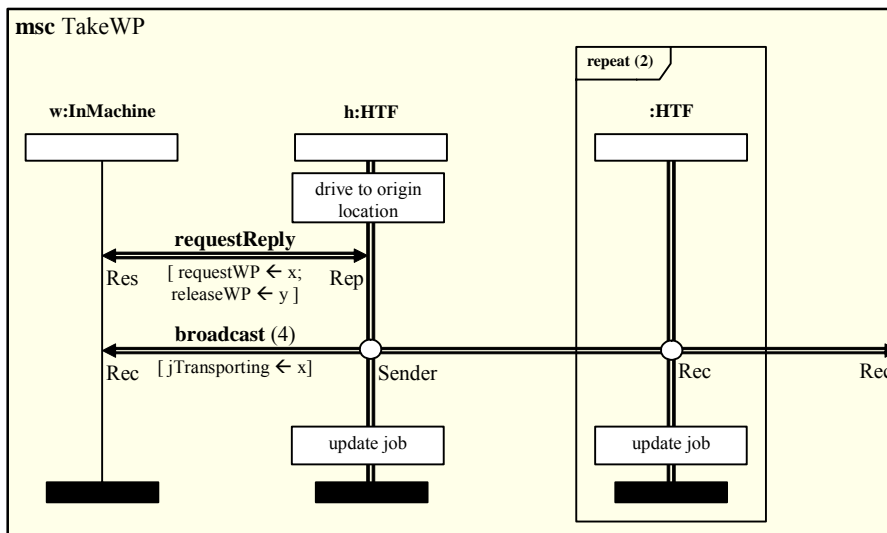 msc TakeWP
repeat (2)
w:InMachine
h:HTF
:HTF
drive to origin
location
requestReply
Res
[ requestWP ← x;
Rep
releaseWP ← y ]
broadcast (4)
Rec
[ jTransporting ← x]
Sender
Rec
Rec
update job
update job